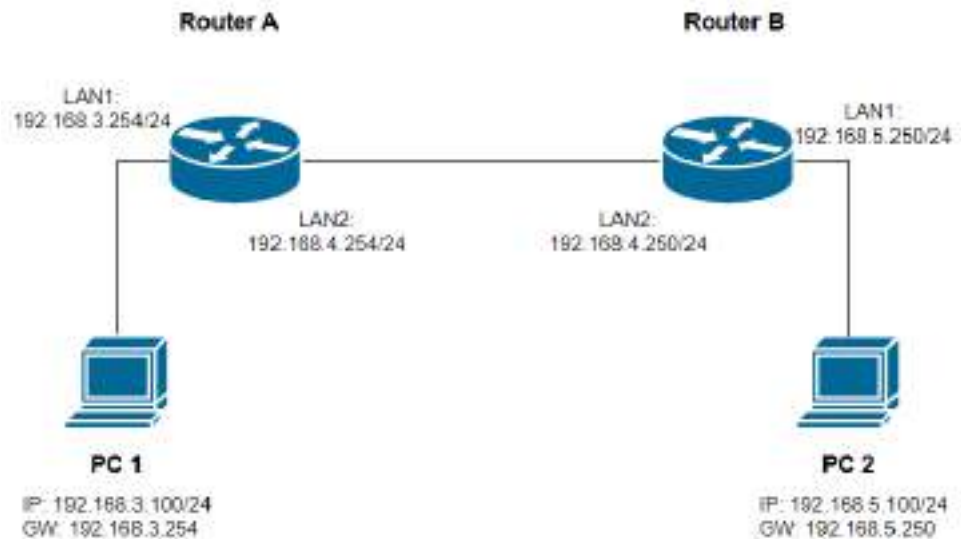 Router A
Router B
LAN1:
192.168.3.254/24
LAN1:
192.168.5.250/24
LAN2:
192.168.4.254/24
LAN2:
192.168.4.250/24
PC 1
IP: 192.168.3.100/24
GW: 192.168.3.254
PC 2
IP: 192.168.5.100/24
GW: 192.168.5.250